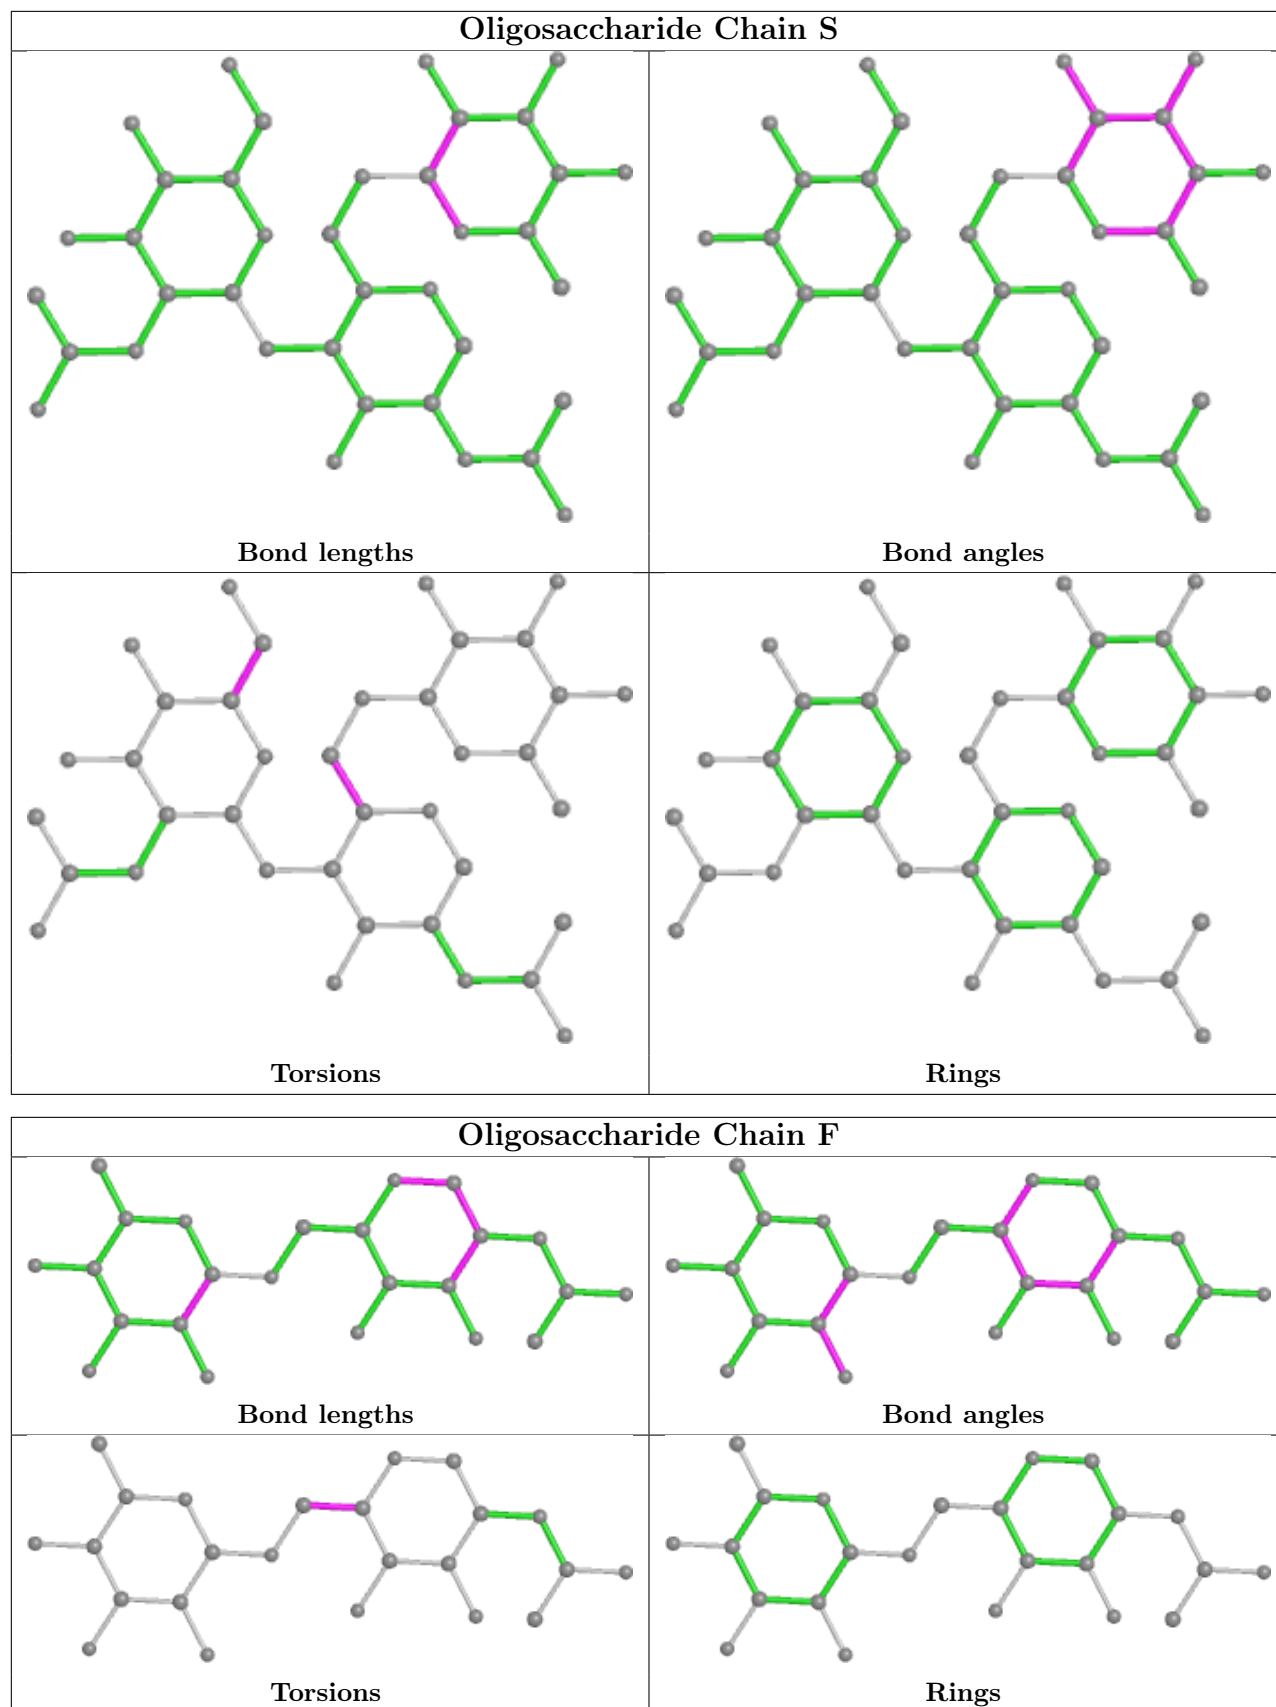 Oligosaccharide Chain S
Bond lengths
Bond angles
Torsions
Rings
Oligosaccharide Chain F
Bond lengths
Bond angles
Torsions
Rings